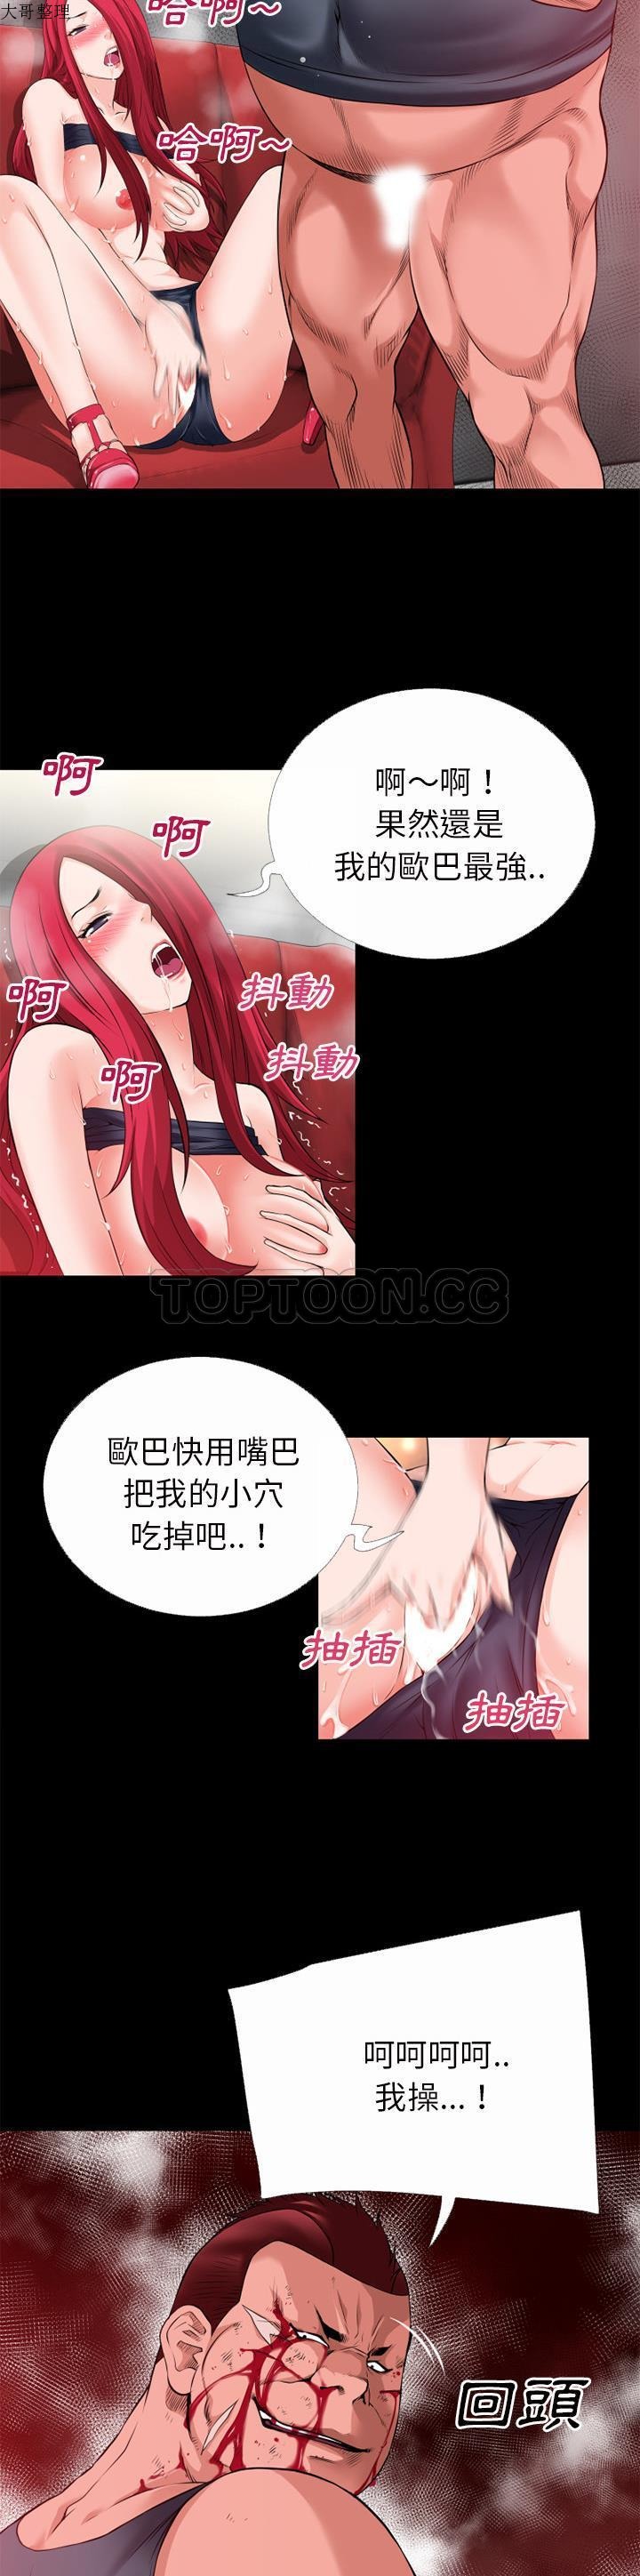 大哥整理
哈啊~
哈啊~
啊
啊
啊～啊！
果然還是
我的歐巴最強..
啊
啊
抖動
抖動
TOPTOON.CC
歐巴快用嘴巴
把我的小穴
吃掉吧..！
抽插
抽插
呵呵呵呵..
我操...！
回頭